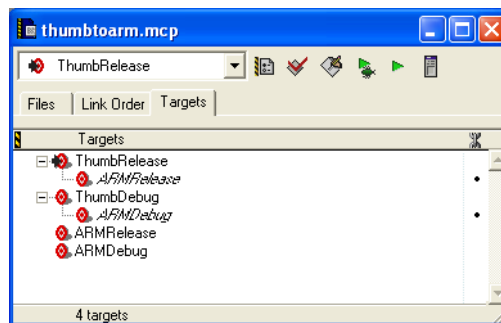 thumbtoarm.mcp
ThumbRelease
Files Link Order Targets
Targets
ThumbRelease
ARMRelease
ThumbDebug
ARMDebug
ARMRelease
ARMDebug
4 targets